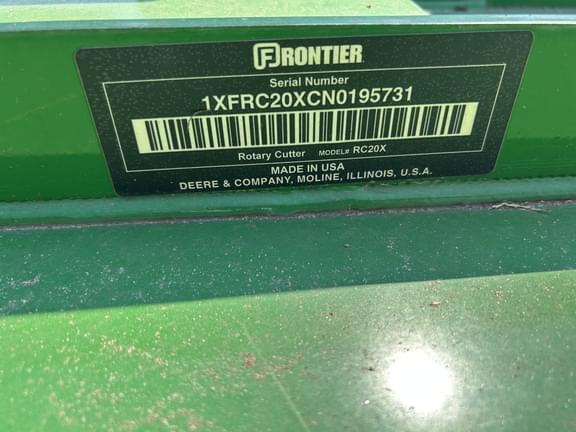 FRONTIER
Serial Number
1XFRC20XCN0195731
Rotary Cutter MODEL# RC20X
MADE IN USA
DEERE & COMPANY, MOLINE, ILLINOIS, U.S.A.